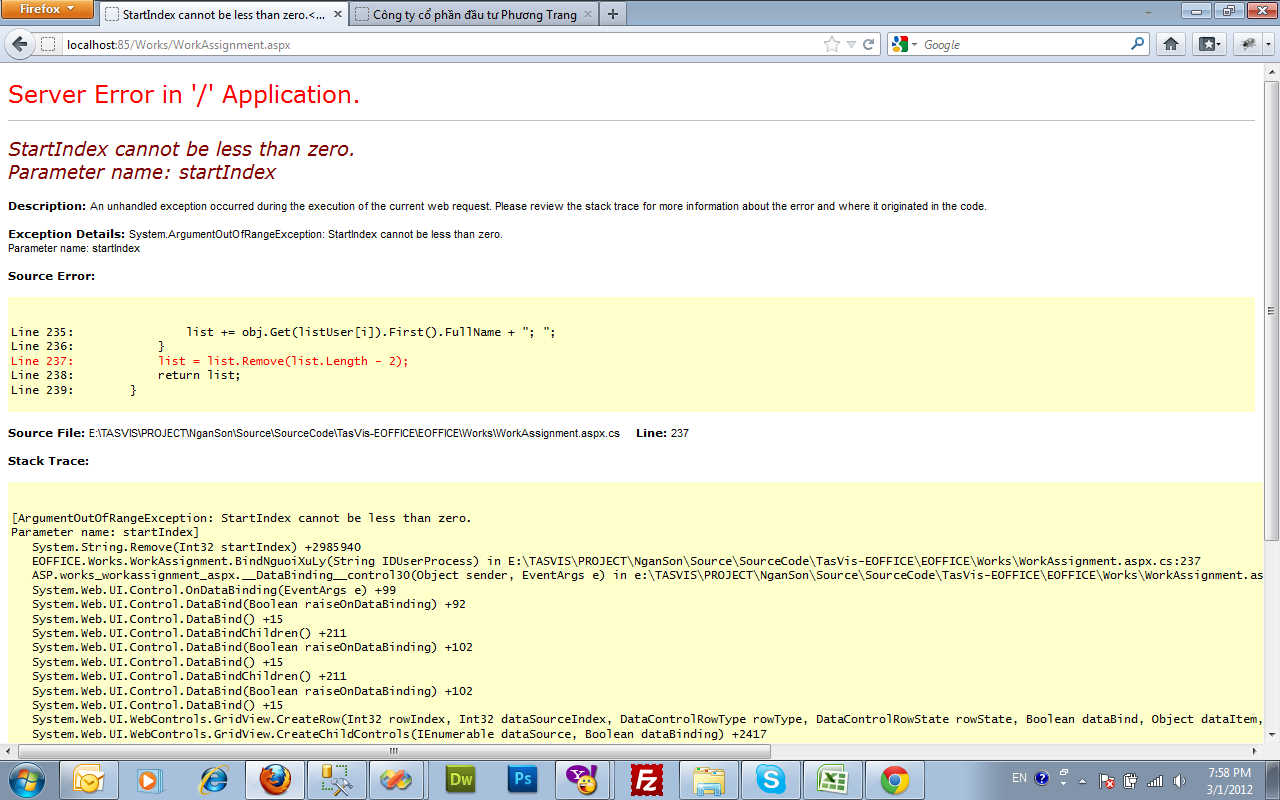 Firefox
StartIndex cannot be less than zero.<...
Công ty cổ phần đầu tư Phương Trang
localhost:85/Works/WorkAssignment.aspx
Google
Server Error in '/' Application.
StartIndex cannot be less than zero.
Parameter name: startIndex
Description: An unhandled exception occurred during the execution of the current web request. Please review the stack trace for more information about the error and where it originated in the code.
Exception Details: System.ArgumentOutOfRangeException: StartIndex cannot be less than zero.
Parameter name: startIndex
Source Error:
Line 235:                list += obj.Get(listUser[i]).First().FullName + "; ";
Line 236:            }
Line 237:            list = list.Remove(list.Length - 2);
Line 238:            return list;
Line 239:        }
Source File: E:\TASVIS\PROJECT\NganSon\Source\SourceCode\TasVis-EOFFICE\EOFFICE\Works\WorkAssignment.aspx.cs    Line: 237
Stack Trace:
[ArgumentOutOfRangeException: StartIndex cannot be less than zero.
Parameter name: startIndex]
   System.String.Remove(Int32 startIndex) +2985940
   EOFFICE.Works.WorkAssignment.BindNguoiXuLy(String IDUserProcess) in E:\TASVIS\PROJECT\NganSon\Source\SourceCode\TasVis-EOFFICE\EOFFICE\Works\WorkAssignment.aspx.cs:237
   ASP.works_workassignment_aspx.__DataBinding__control30(Object sender, EventArgs e) in e:\TASVIS\PROJECT\NganSon\Source\SourceCode\TasVis-EOFFICE\EOFFICE\Works\WorkAssignment.as
   System.Web.UI.Control.OnDataBinding(EventArgs e) +99
   System.Web.UI.Control.DataBind(Boolean raiseOnDataBinding) +92
   System.Web.UI.Control.DataBind() +15
   System.Web.UI.Control.DataBindChildren() +211
   System.Web.UI.Control.DataBind(Boolean raiseOnDataBinding) +102
   System.Web.UI.Control.DataBind() +15
   System.Web.UI.Control.DataBindChildren() +211
   System.Web.UI.Control.DataBind(Boolean raiseOnDataBinding) +102
   System.Web.UI.Control.DataBind() +15
   System.Web.UI.WebControls.GridView.CreateRow(Int32 rowIndex, Int32 dataSourceIndex, DataControlRowType rowType, DataControlRowState rowState, Boolean dataBind, Object dataItem,
   System.Web.UI.WebControls.GridView.CreateChildControls(IEnumerable dataSource, Boolean dataBinding) +2417
Dw
Ps
Y!
Fz
S
X
EN
?
7:58 PM
3/1/2012